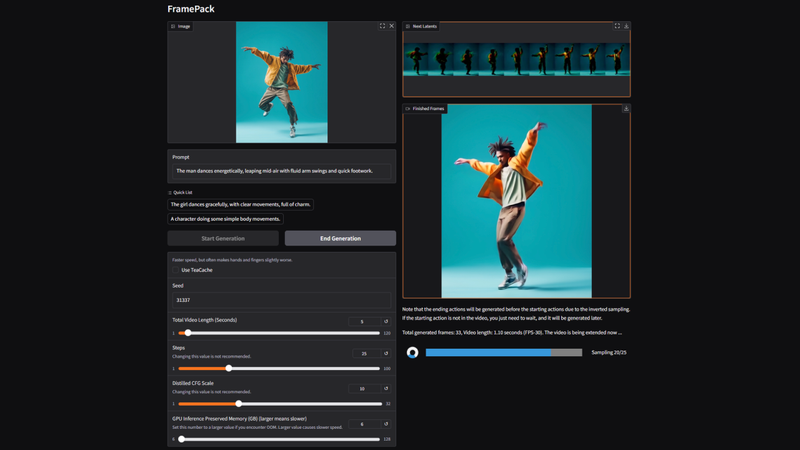 FramePack
Image
Prompt
The man dances energetically, leaping mid-air with fluid arm swings and quick footwork.
Quick List
The girl dances gracefully, with clear movements, full of charm.
A character doing some simple body movements.
Start Generation
End Generation
Faster speed, but often makes hands and fingers slightly worse.
Use TeaCache
Seed
31337
Total Video Length (Seconds)
5
1
120
Steps
Changing this value is not recommended.
25
1
100
Distilled CFG Scale
Changing this value is not recommended.
10
1
32
GPU Inference Preserved Memory (GB) (larger means slower)
Set this number to a larger value if you encounter OOM. Larger value causes slower speed.
6
6
128
Next Latents
Finished Frames
Note that the ending actions will be generated before the starting actions due to the inverted sampling.
If the starting action is not in the video, you just need to wait, and it will be generated later.
Total generated frames: 33, Video length: 1.10 seconds (FPS-30). The video is being extended now ...
Sampling 20/25